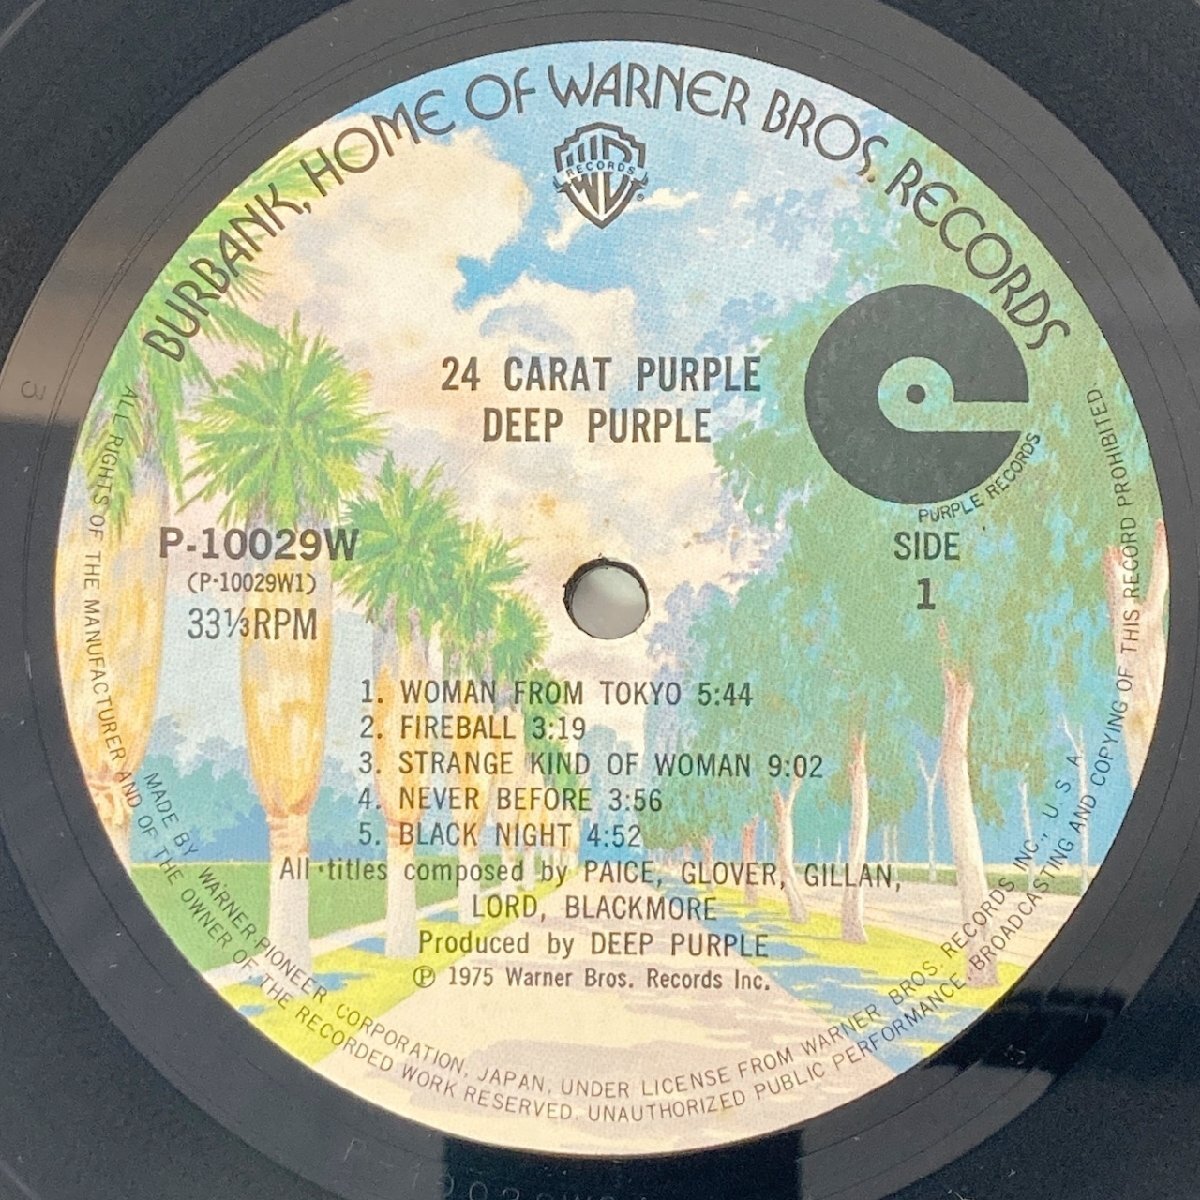 BURBANK, HOME OF WARNER BROS. RECORDS
RECORDS
®
24 CARAT PURPLE
DEEP PURPLE
PURPLE RECORDS
P-10029W
(P-10029W1)
33⅓RPM
SIDE
1
1. WOMAN FROM TOKYO 5:44
2. FIREBALL 3:19
3. STRANGE KIND OF WOMAN 9:02
4. NEVER BEFORE 3:56
5. BLACK NIGHT 4:52
All titles composed by PAICE, GLOVER, GILLAN,
LORD, BLACKMORE
Produced by DEEP PURPLE
Ⓟ 1975 Warner Bros. Records Inc.
MADE BY WARNER-PIONEER CORPORATION, JAPAN, UNDER LICENSE FROM WARNER BROS. RECORDS INC., U.S.A.
ALL RIGHTS OF THE MANUFACTURER AND OF THE OWNER OF THE RECORDED WORK RESERVED. UNAUTHORIZED PUBLIC PERFORMANCE, BROADCASTING AND COPYING OF THIS RECORD PROHIBITED.
3